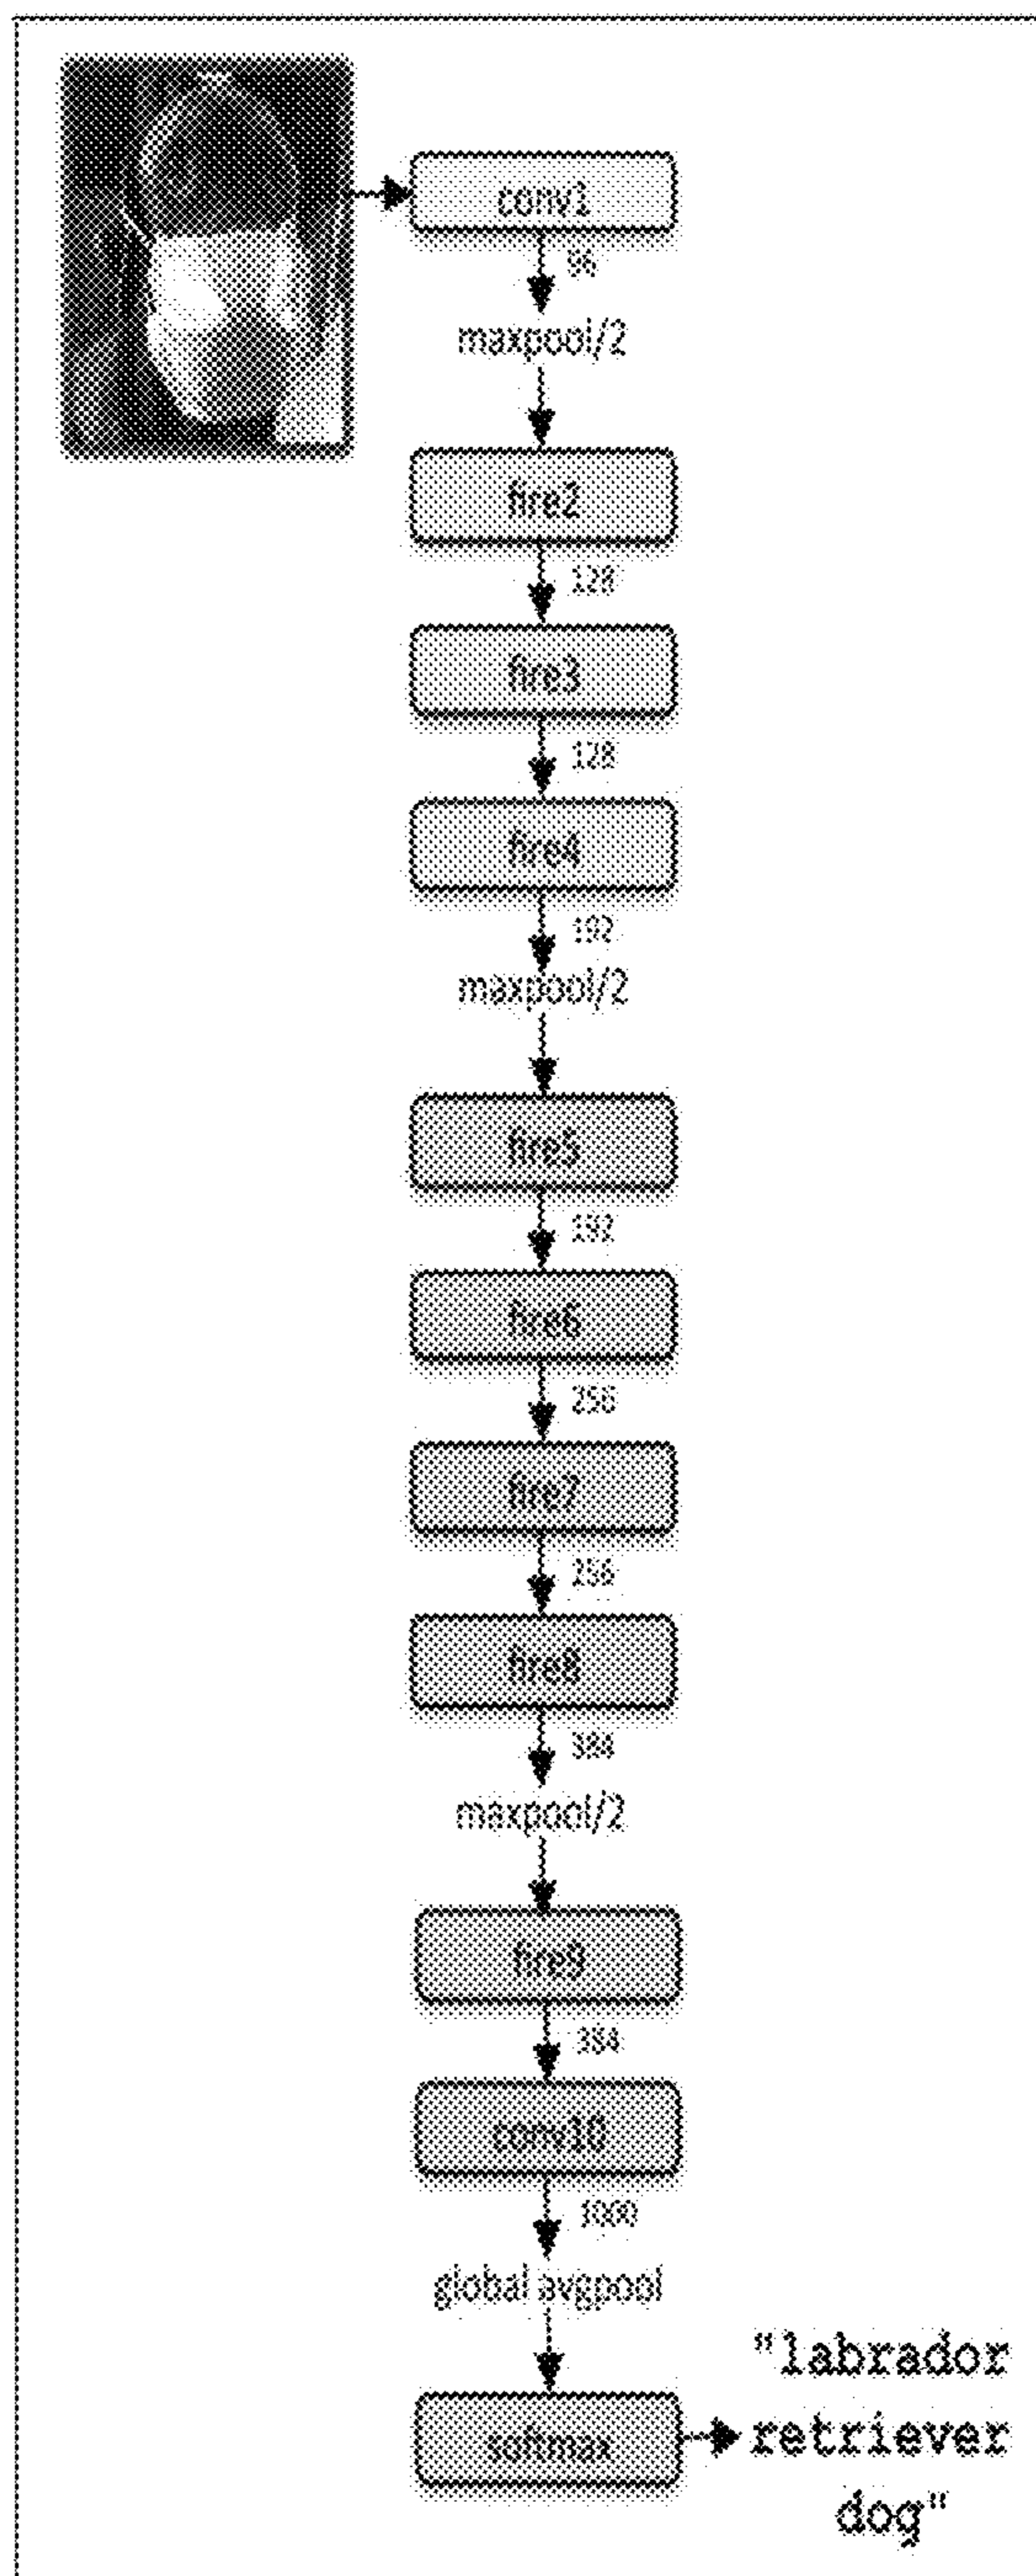 conv1
96
maxpool/2
fire2
128
fire3
128
fire4
192
maxpool/2
fire5
192
fire6
256
fire7
256
fire8
384
maxpool/2
fire9
384
conv10
1000
global avgpool
softmax
"labrador
retriever
dog"